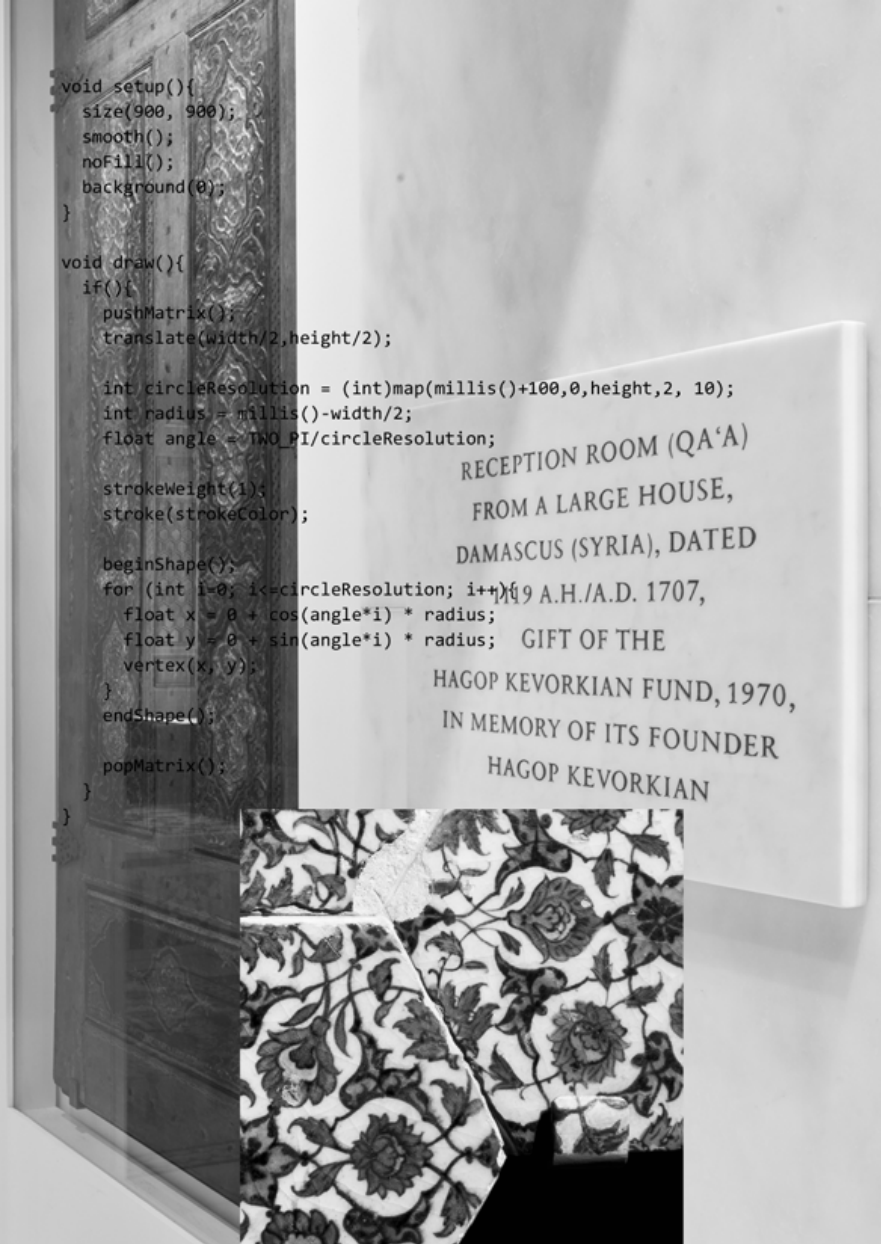 void setup(){
size(900, 900);
smooth();
noFill();
background(0);
}
void draw(){
if(){
pushMatrix();
translate(width/2,height/2);
int circleResolution = (int)map(millis()+100,0,height,2, 10);
int radius = millis()-width/2;
float angle = TWO_PI/circleResolution;
strokeWeight(1);
stroke(strokeColor);
beginShape();
for (int i=0; i<=circleResolution; i++){
float x = 0 + cos(angle*i) * radius;
float y = 0 + sin(angle*i) * radius;
vertex(x, y);
}
endShape();
popMatrix();
}
}
RECEPTION ROOM (QAʿA)
FROM A LARGE HOUSE,
DAMASCUS (SYRIA), DATED
1119 A.H./A.D. 1707,
GIFT OF THE
HAGOP KEVORKIAN FUND, 1970,
IN MEMORY OF ITS FOUNDER
HAGOP KEVORKIAN